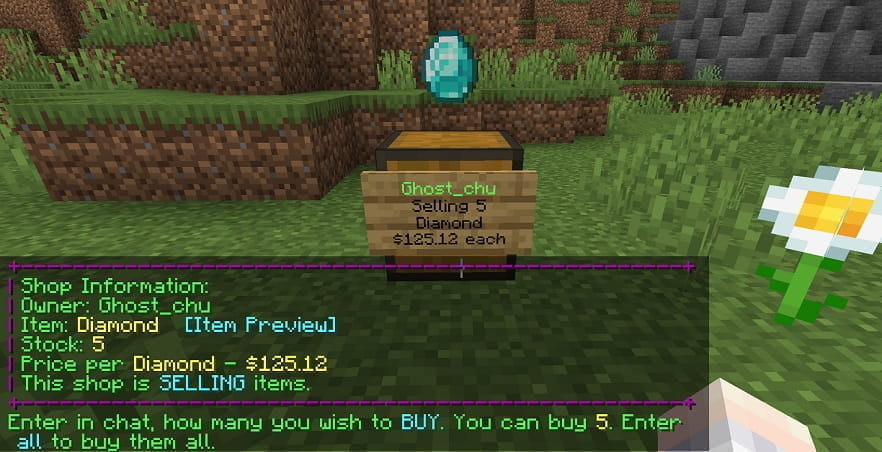 Ghost_chu
Selling 5
Diamond
$125.12 each
Shop Information:
Owner: Ghost_chu
Item: Diamond [Item Preview]
Stock: 5
Price per Diamond - $125.12
This shop is SELLING items.
Enter in chat, how many you wish to BUY. You can buy 5. Enter
all to buy them all.